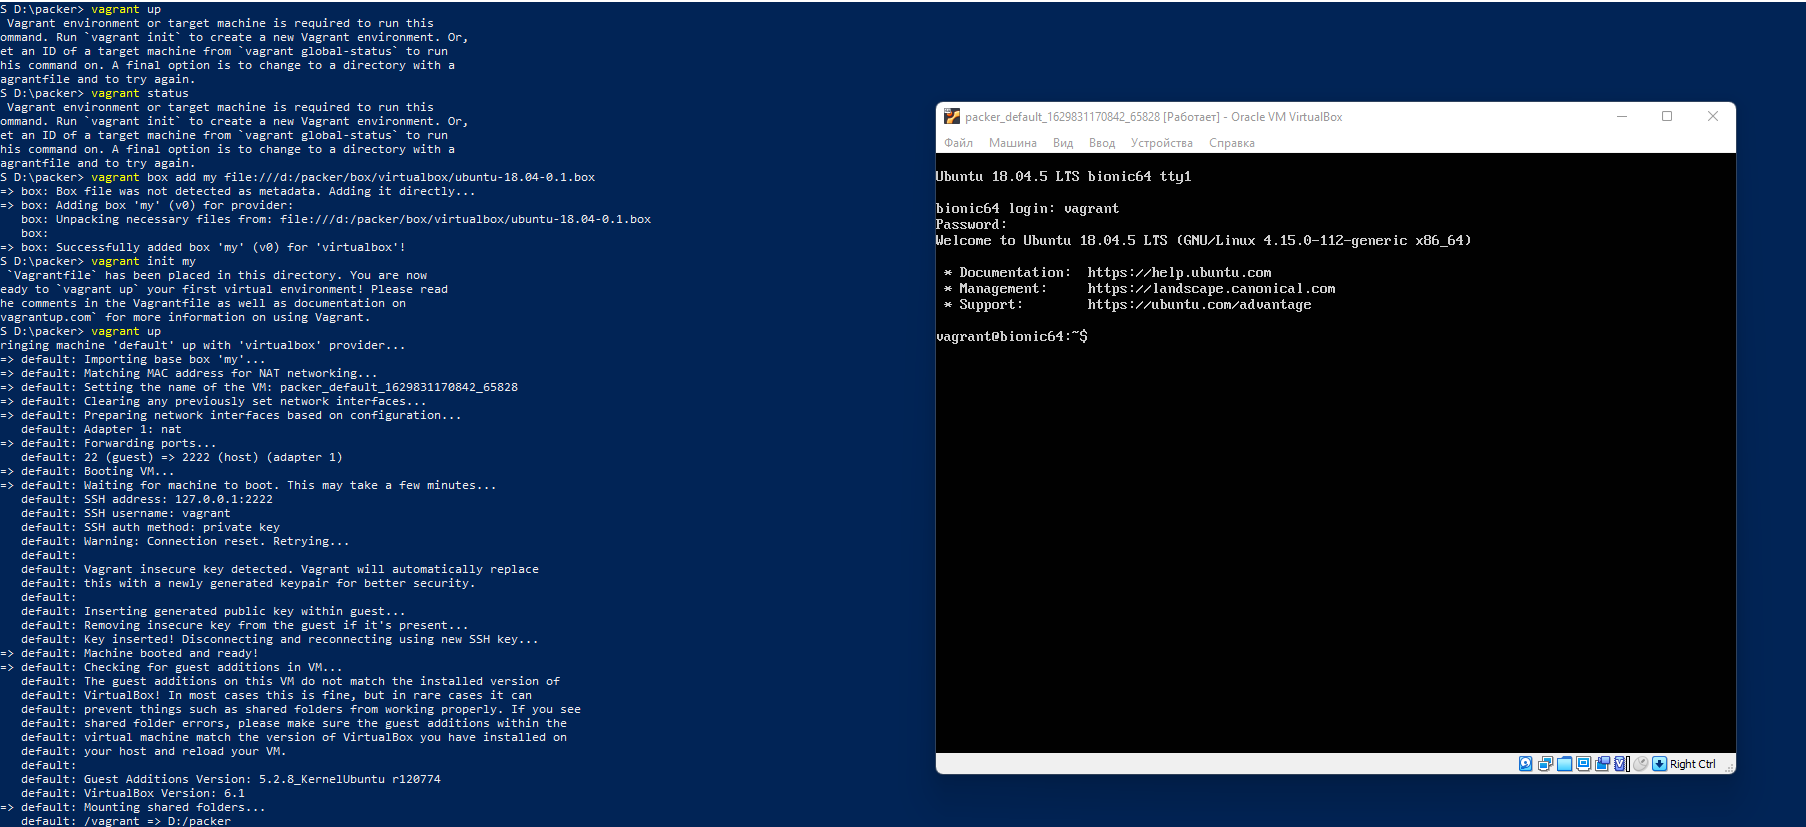 S D:\packer> vagrant up
 Vagrant environment or target machine is required to run this
ommand. Run `vagrant init` to create a new Vagrant environment. Or,
et an ID of a target machine from `vagrant global-status` to run
his command on. A final option is to change to a directory with a
agrantfile and to try again.
S D:\packer> vagrant status
 Vagrant environment or target machine is required to run this
ommand. Run `vagrant init` to create a new Vagrant environment. Or,
et an ID of a target machine from `vagrant global-status` to run
his command on. A final option is to change to a directory with a
agrantfile and to try again.
S D:\packer> vagrant box add my file:///d:/packer/box/virtualbox/ubuntu-18.04-0.1.box
=> box: Box file was not detected as metadata. Adding it directly...
=> box: Adding box 'my' (v0) for provider:
   box: Unpacking necessary files from: file:///d:/packer/box/virtualbox/ubuntu-18.04-0.1.box
   box:
=> box: Successfully added box 'my' (v0) for 'virtualbox'!
S D:\packer> vagrant init my
 `Vagrantfile` has been placed in this directory. You are now
eady to `vagrant up` your first virtual environment! Please read
he comments in the Vagrantfile as well as documentation on
vagrantup.com` for more information on using Vagrant.
S D:\packer> vagrant up
ringing machine 'default' up with 'virtualbox' provider...
=> default: Importing base box 'my'...
=> default: Matching MAC address for NAT networking...
=> default: Setting the name of the VM: packer_default_1629831170842_65828
=> default: Clearing any previously set network interfaces...
=> default: Preparing network interfaces based on configuration...
   default: Adapter 1: nat
=> default: Forwarding ports...
   default: 22 (guest) => 2222 (host) (adapter 1)
=> default: Booting VM...
=> default: Waiting for machine to boot. This may take a few minutes...
   default: SSH address: 127.0.0.1:2222
   default: SSH username: vagrant
   default: SSH auth method: private key
   default: Warning: Connection reset. Retrying...
   default:
   default: Vagrant insecure key detected. Vagrant will automatically replace
   default: this with a newly generated keypair for better security.
   default:
   default: Inserting generated public key within guest...
   default: Removing insecure key from the guest if it's present...
   default: Key inserted! Disconnecting and reconnecting using new SSH key...
=> default: Machine booted and ready!
=> default: Checking for guest additions in VM...
   default: The guest additions on this VM do not match the installed version of
   default: VirtualBox! In most cases this is fine, but in rare cases it can
   default: prevent things such as shared folders from working properly. If you see
   default: shared folder errors, please make sure the guest additions within the
   default: virtual machine match the version of VirtualBox you have installed on
   default: your host and reload your VM.
   default:
   default: Guest Additions Version: 5.2.8_KernelUbuntu r120774
   default: VirtualBox Version: 6.1
=> default: Mounting shared folders...
   default: /vagrant => D:/packer
packer_default_1629831170842_65828 [Работает] - Oracle VM VirtualBox
Файл Машина Вид Ввод Устройства Справка
Ubuntu 18.04.5 LTS bionic64 tty1
bionic64 login: vagrant
Password:
Welcome to Ubuntu 18.04.5 LTS (GNU/Linux 4.15.0-112-generic x86_64)
 * Documentation:  https://help.ubuntu.com
 * Management:     https://landscape.canonical.com
 * Support:        https://ubuntu.com/advantage
vagrant@bionic64:~$
Right Ctrl